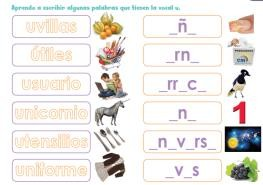 Aprendo a escribir algunas palabras que tienen la vocal u.
uvillas
_ñ_
útiles
_rn_
usuario
_rr_c_
unicornio
_n_
1
utensilios
_n_v_rs_
uniforme
_v_s